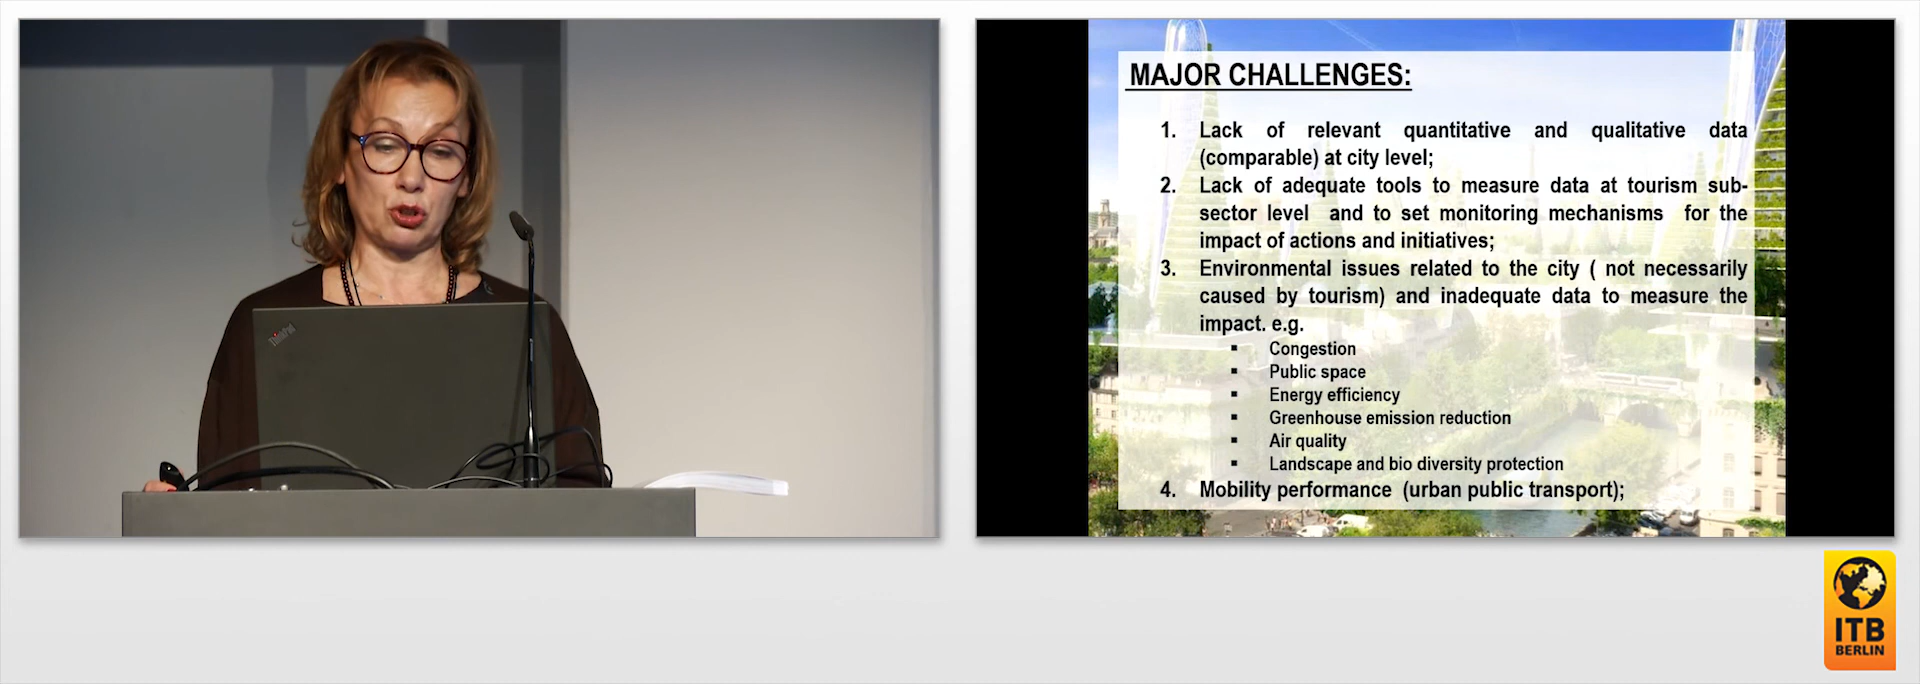 ThinkPad
MAJOR CHALLENGES:
1. Lack of relevant quantitative and qualitative data
(comparable) at city level;
2. Lack of adequate tools to measure data at tourism sub-
sector level and to set monitoring mechanisms for the
impact of actions and initiatives;
3. Environmental issues related to the city ( not necessarily
caused by tourism) and inadequate data to measure the
impact. e.g.
▪ Congestion
▪ Public space
▪ Energy efficiency
▪ Greenhouse emission reduction
▪ Air quality
▪ Landscape and bio diversity protection
4. Mobility performance (urban public transport);
ITB
BERLIN